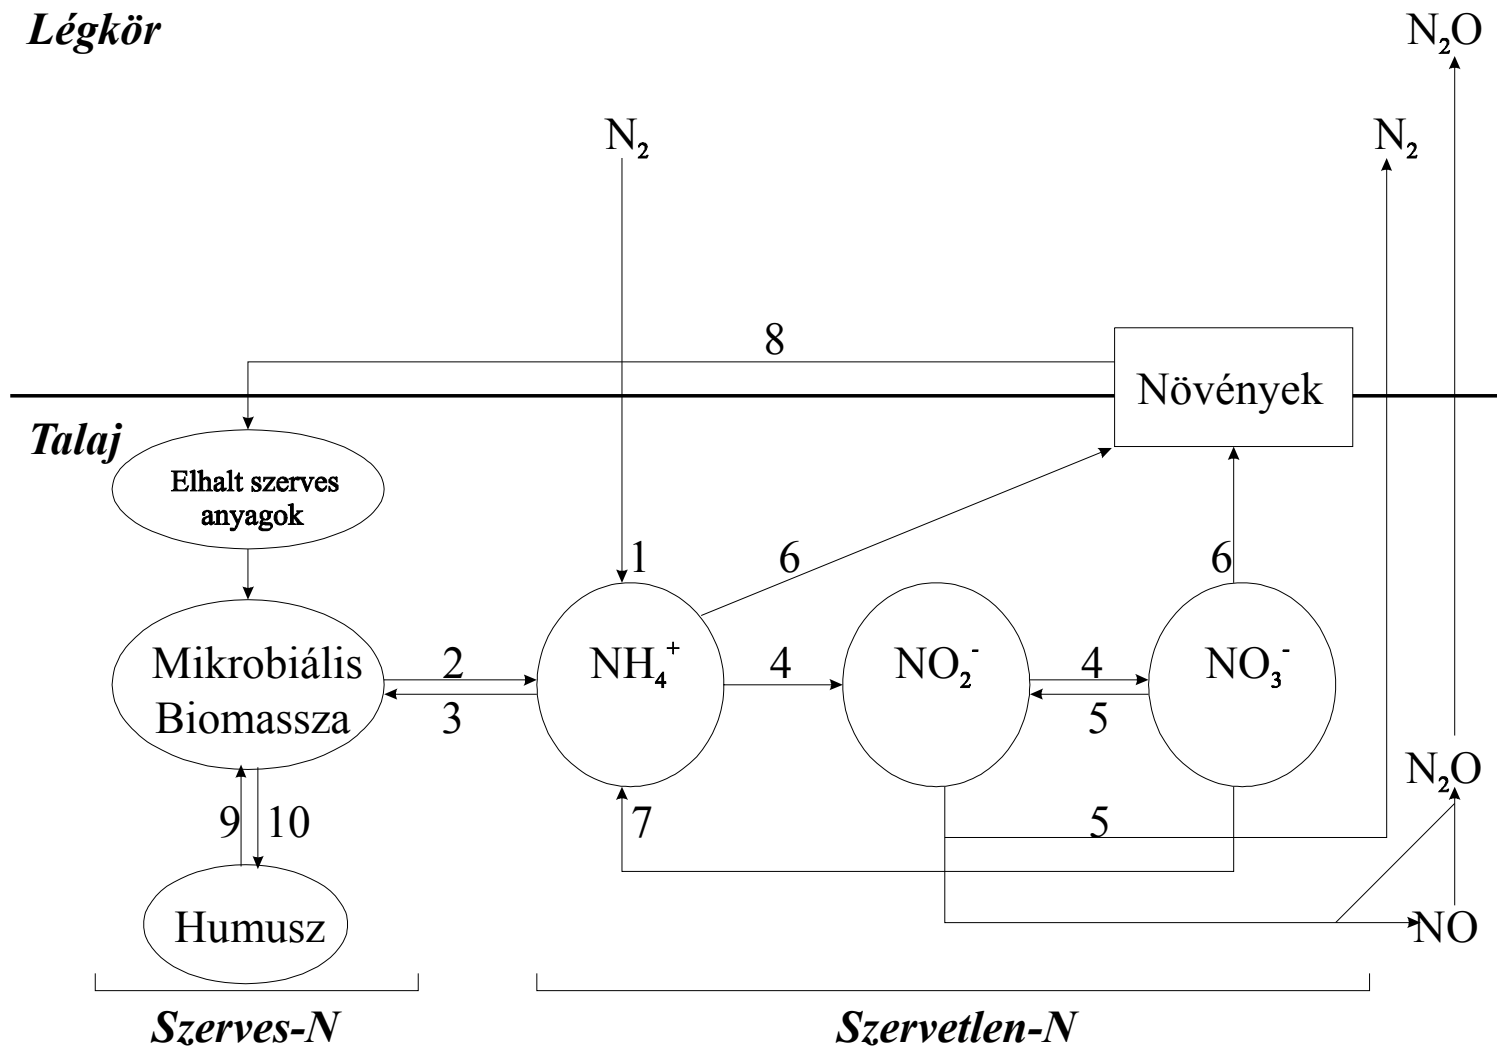 Légkör
N₂O
N₂
N₂
8
Növények
Talaj
Elhalt szerves
anyagok
1
6
6
Mikrobiális
Biomassza
2
3
NH₄⁺
4
NO₂⁻
4
5
NO₃⁻
N₂O
9
10
7
5
Humusz
NO
Szerves-N
Szervetlen-N